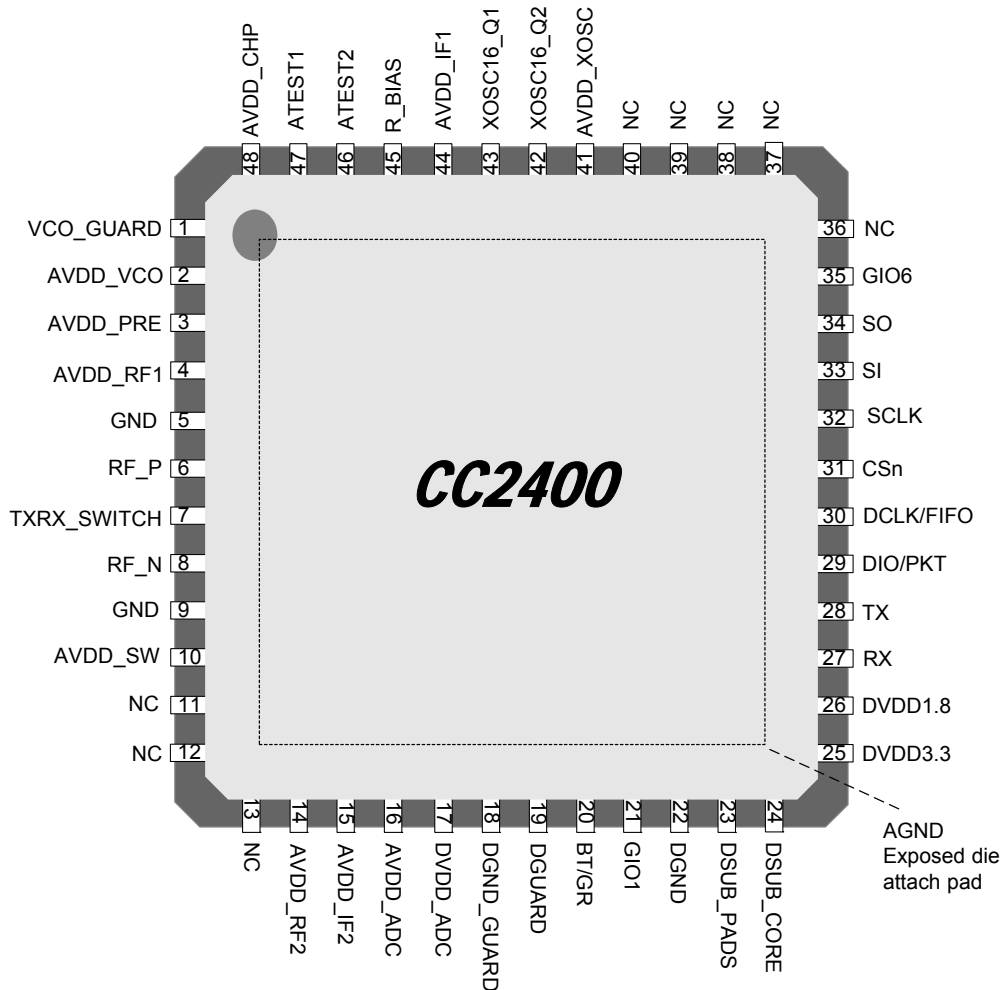 AVDD_CHP
ATEST1
ATEST2
R_BIAS
AVDD_IF1
XOSC16_Q1
XOSC16_Q2
AVDD_XOSC
NC
NC
NC
NC
48
47
46
45
44
43
42
41
40
39
38
37
VCO_GUARD 1
AVDD_VCO 2
AVDD_PRE 3
AVDD_RF1 4
GND 5
RF_P 6
TXRX_SWITCH 7
RF_N 8
GND 9
AVDD_SW 10
NC 11
NC 12
CC2400
36 NC
35 GIO6
34 SO
33 SI
32 SCLK
31 CSn
30 DCLK/FIFO
29 DIO/PKT
28 TX
27 RX
26 DVDD1.8
25 DVDD3.3
13
14
15
16
17
18
19
20
21
22
23
24
NC
AVDD_RF2
AVDD_IF2
AVDD_ADC
DVDD_ADC
DGND_GUARD
DGUARD
BT/GR
GIO1
DGND
DSUB_PADS
DSUB_CORE
AGND
Exposed die
attach pad